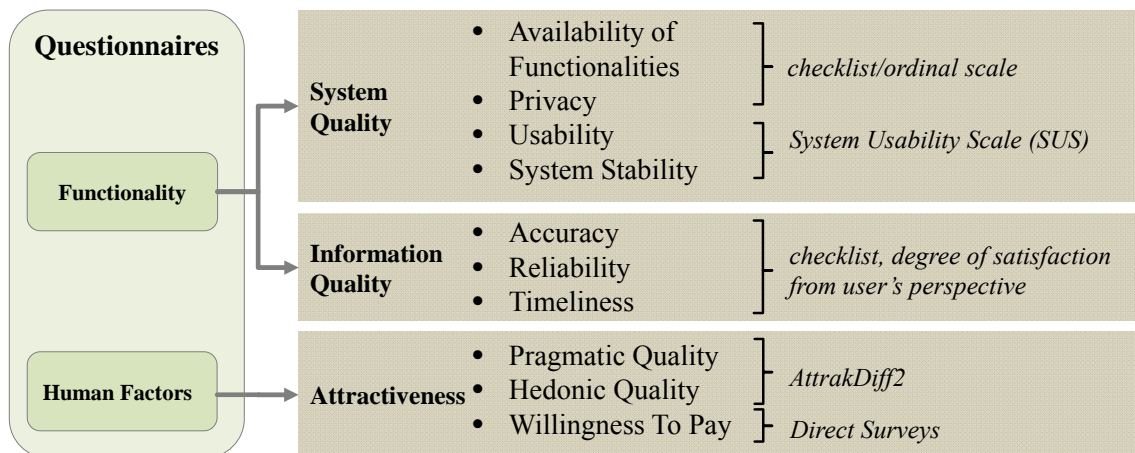 Questionnaires
Functionality
Human Factors
System
Quality
• Availability of
Functionalities
• Privacy
• Usability
• System Stability
checklist/ordinal scale
System Usability Scale (SUS)
Information
Quality
• Accuracy
• Reliability
• Timeliness
checklist, degree of satisfaction
from user’s perspective
Attractiveness
• Pragmatic Quality
• Hedonic Quality
• Willingness To Pay
AttrakDiff2
Direct Surveys